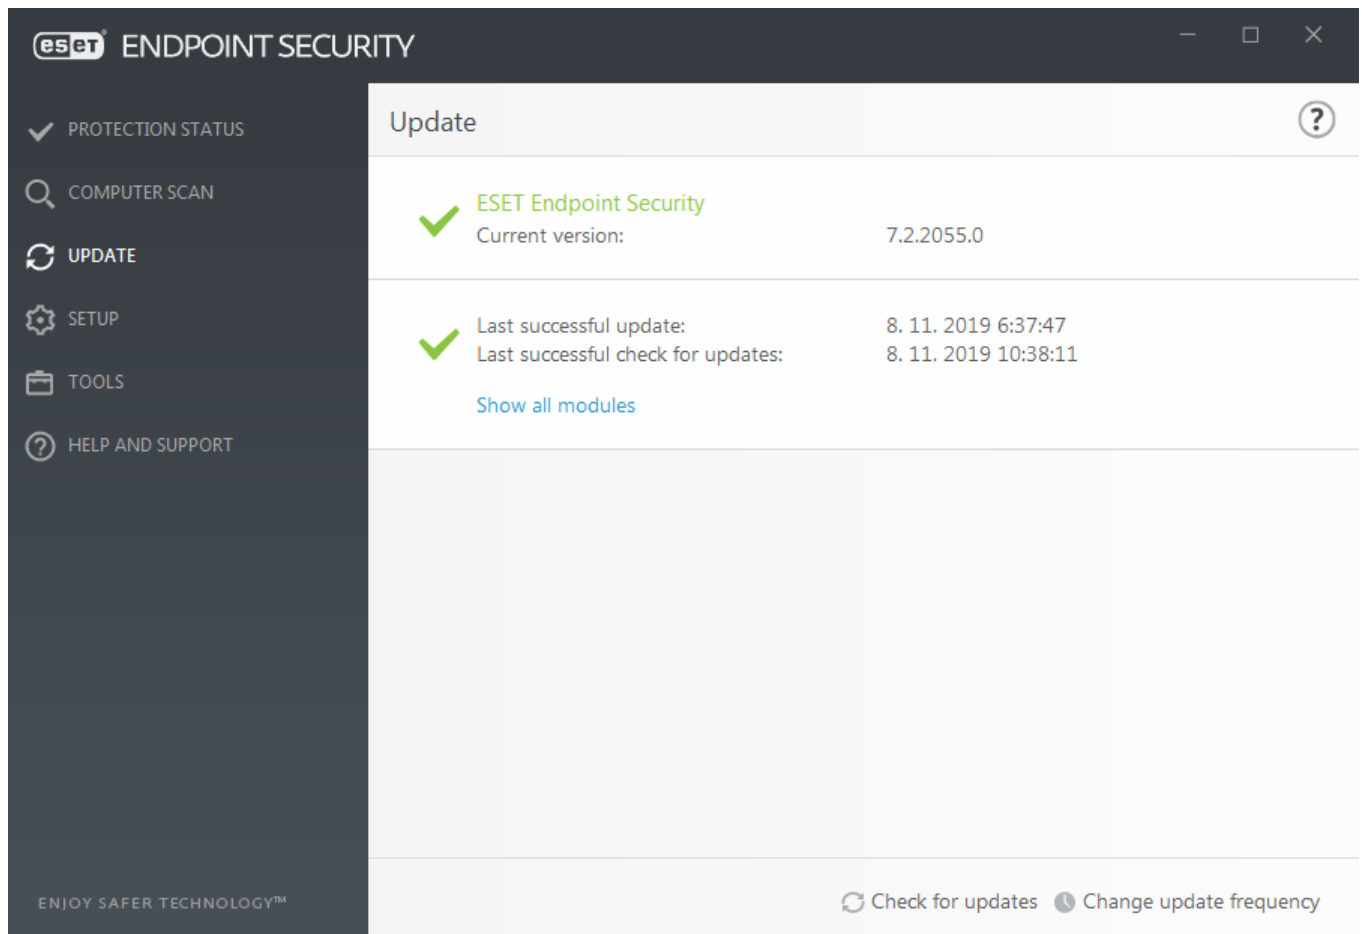 eset ENDPOINT SECURITY
PROTECTION STATUS
COMPUTER SCAN
UPDATE
SETUP
TOOLS
HELP AND SUPPORT
ENJOY SAFER TECHNOLOGY™
Update
?
ESET Endpoint Security
Current version: 7.2.2055.0
Last successful update: 8. 11. 2019 6:37:47
Last successful check for updates: 8. 11. 2019 10:38:11
Show all modules
Check for updates Change update frequency